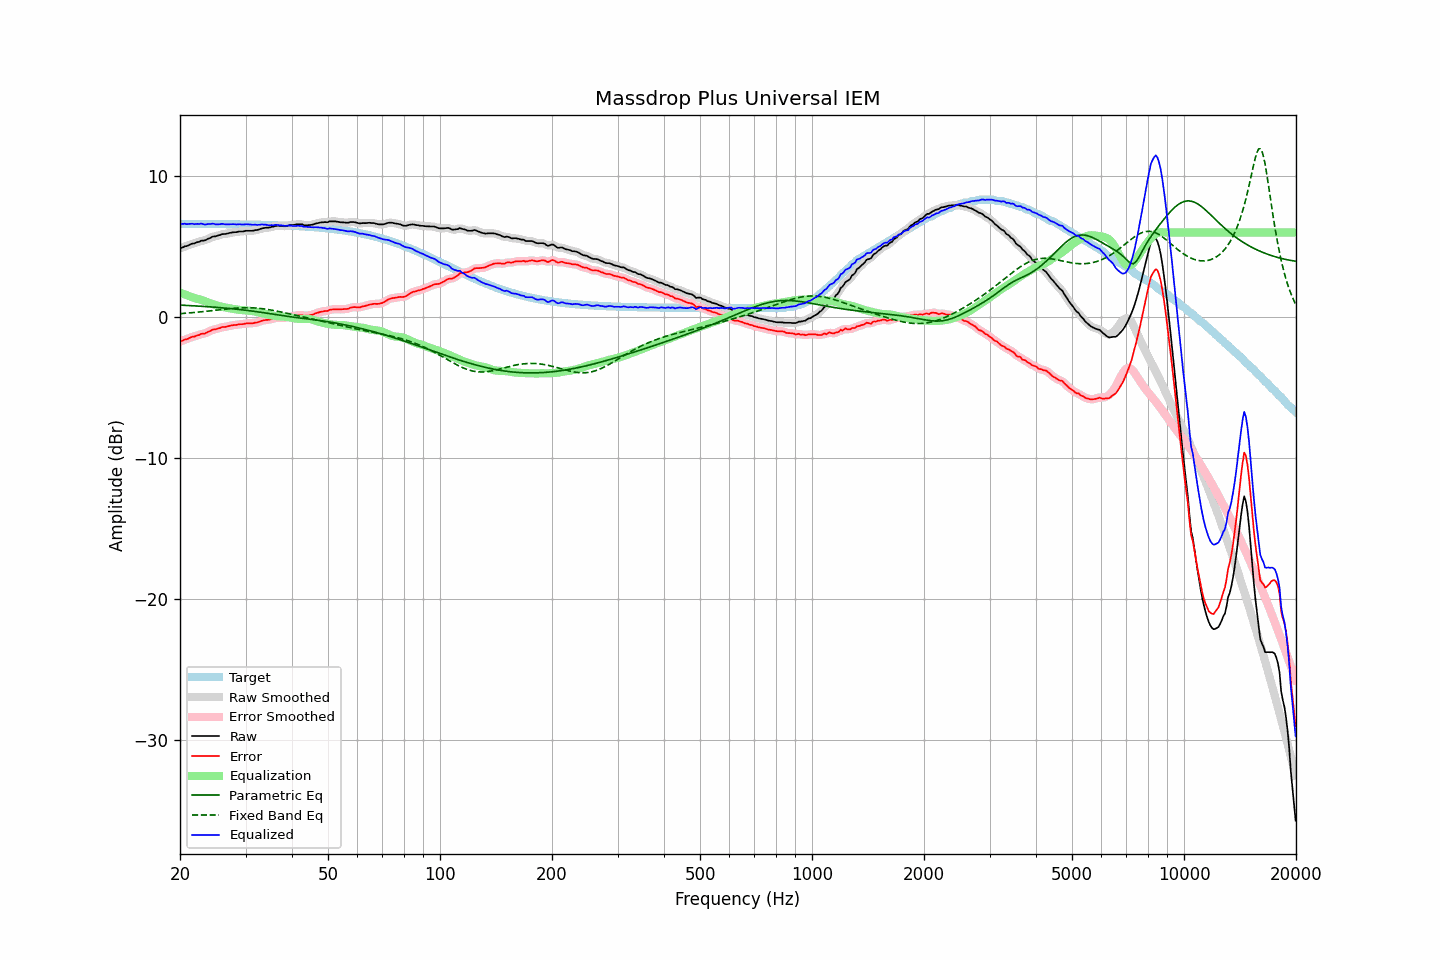 Massdrop Plus Universal IEM
10
0
−10
−20
−30
Amplitude (dBr)
Target
Raw Smoothed
Error Smoothed
Raw
Error
Equalization
Parametric Eq
Fixed Band Eq
Equalized
20 50 100 200 500 1000 2000 5000 10000 20000
Frequency (Hz)